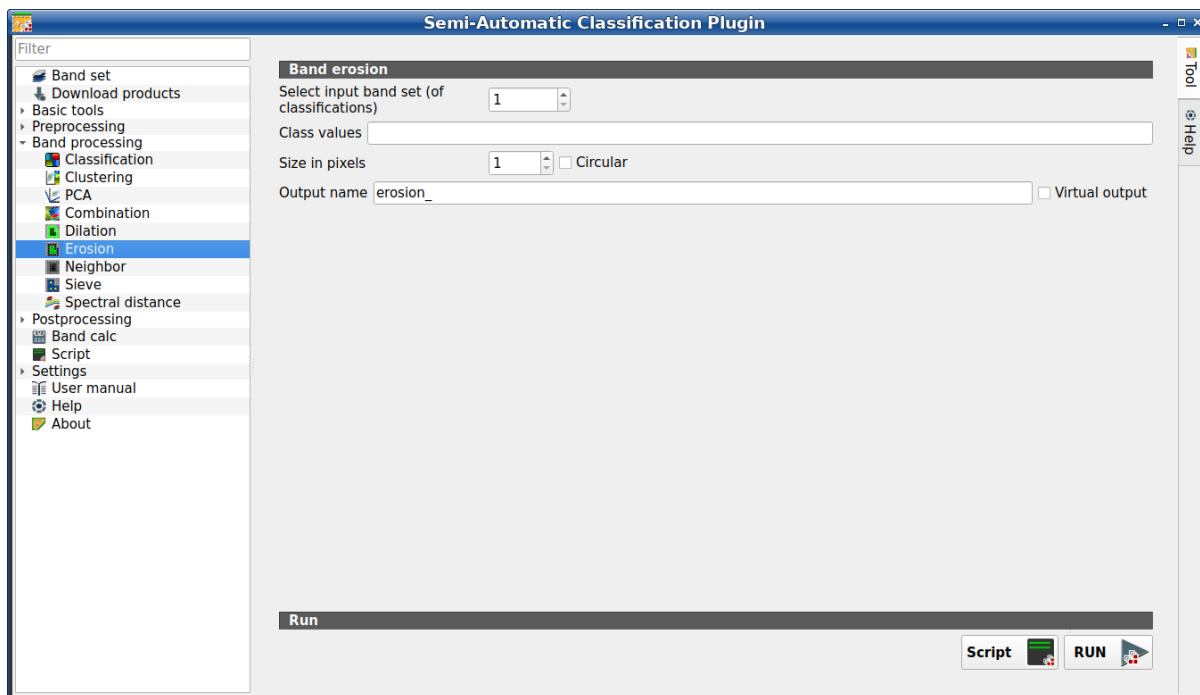 Semi-Automatic Classification Plugin
Filter
Band set
Download products
Basic tools
Preprocessing
Band processing
Classification
Clustering
PCA
Combination
Dilation
Erosion
Neighbor
Sieve
Spectral distance
Postprocessing
Band calc
Script
Settings
User manual
Help
About
Band erosion
Select input band set (of
classifications) 1
Class values
Size in pixels 1 Circular
Output name erosion_ Virtual output
Run
Script RUN
Tool
Help